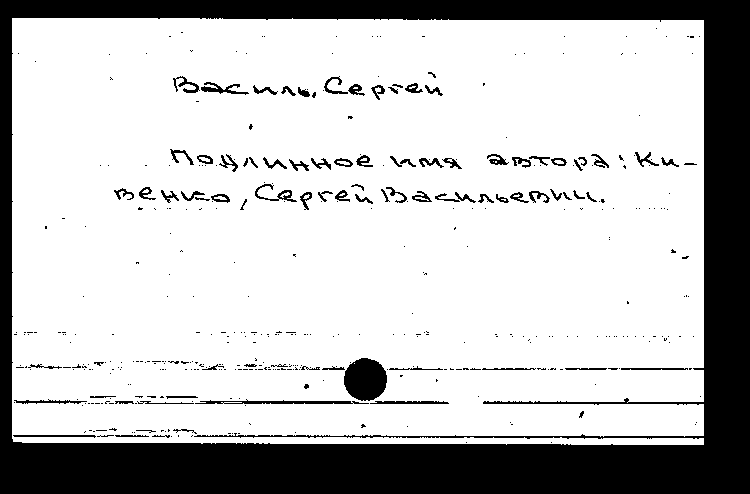 Василь, Сергей
Подлинное имя автора: Ки-
венко, Сергей Васильевич.